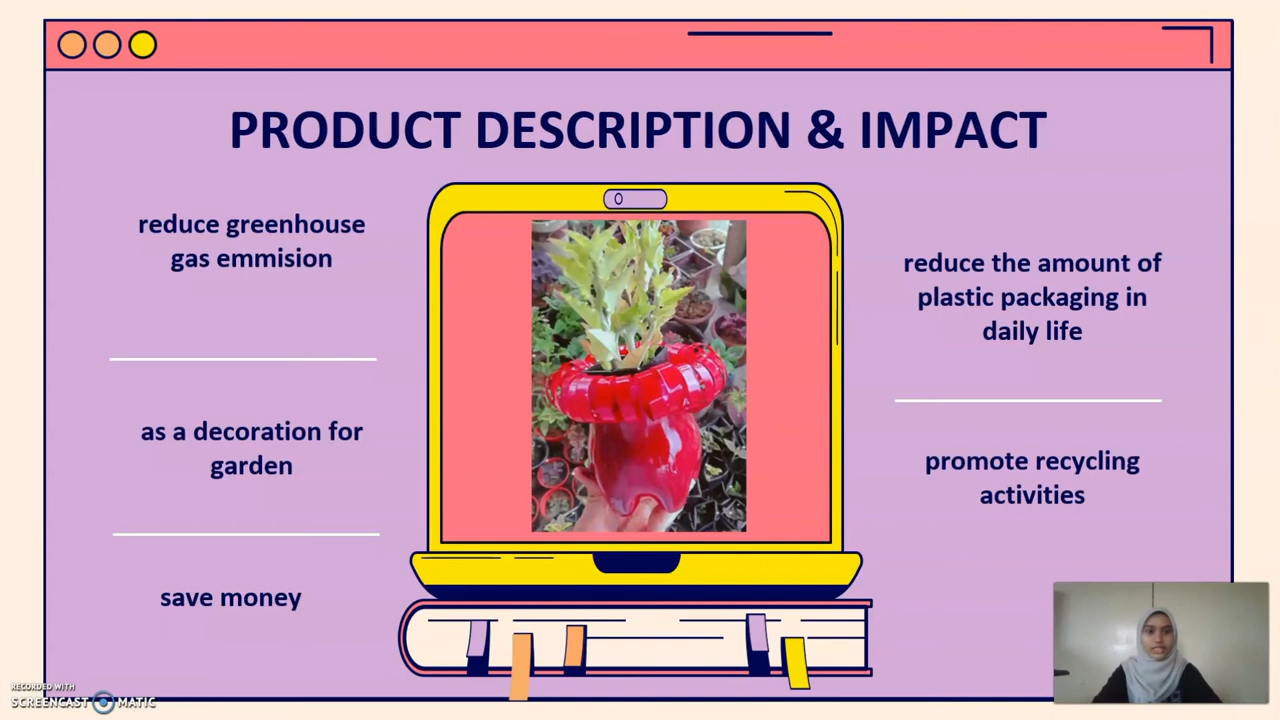 PRODUCT DESCRIPTION & IMPACT
reduce greenhouse
gas emmision
as a decoration for
garden
save money
reduce the amount of
plastic packaging in
daily life
promote recycling
activities
RECORDED WITH
SCREENCAST MATIC